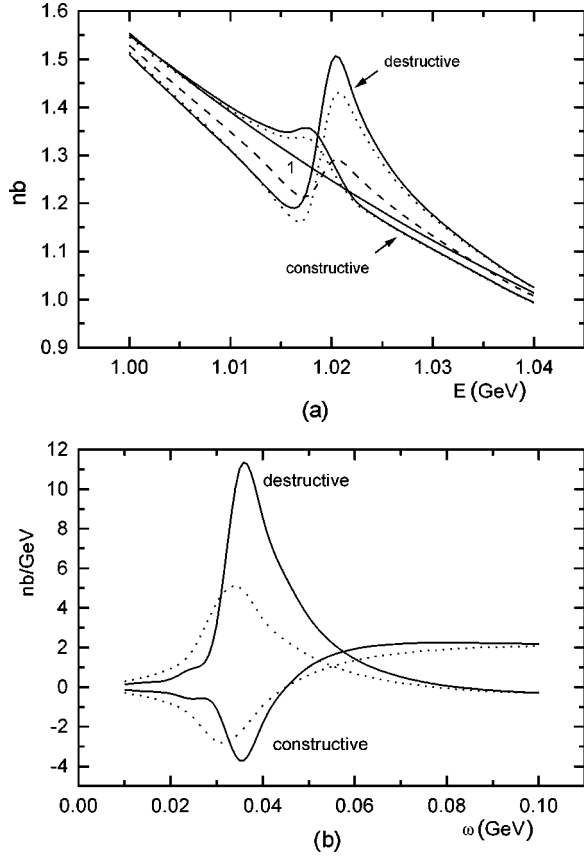 1.6
1.5
1.4
1.3
1.2
1.1
1.0
0.9
nb
destructive
1
constructive
1.00
1.01
1.02
1.03
1.04
E (GeV)
(a)
12
10
8
6
4
2
0
-2
-4
nb/GeV
destructive
constructive
0.00
0.02
0.04
0.06
0.08
0.10
ω (GeV)
(b)